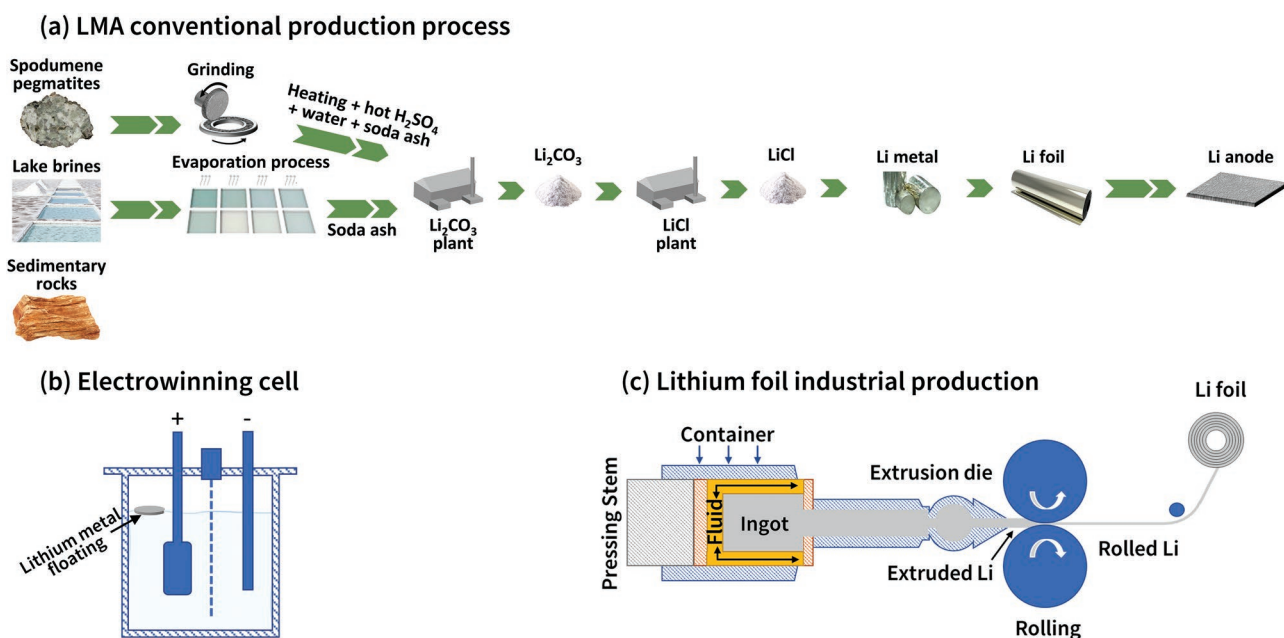 (a) LMA conventional production process
Spodumene
pegmatites
Grinding
Heating + hot H₂SO₄
+ water + soda ash
Lake brines
Evaporation process
Soda ash
Li₂CO₃
plant
Li₂CO₃
LiCl
plant
LiCl
Li metal
Li foil
Li anode
Sedimentary
rocks
(b) Electrowinning cell
+
-
Lithium metal
floating
(c) Lithium foil industrial production
Pressing Stem
Container
Fluid
Ingot
Extrusion die
Extruded Li
Rolling
Rolled Li
Li foil